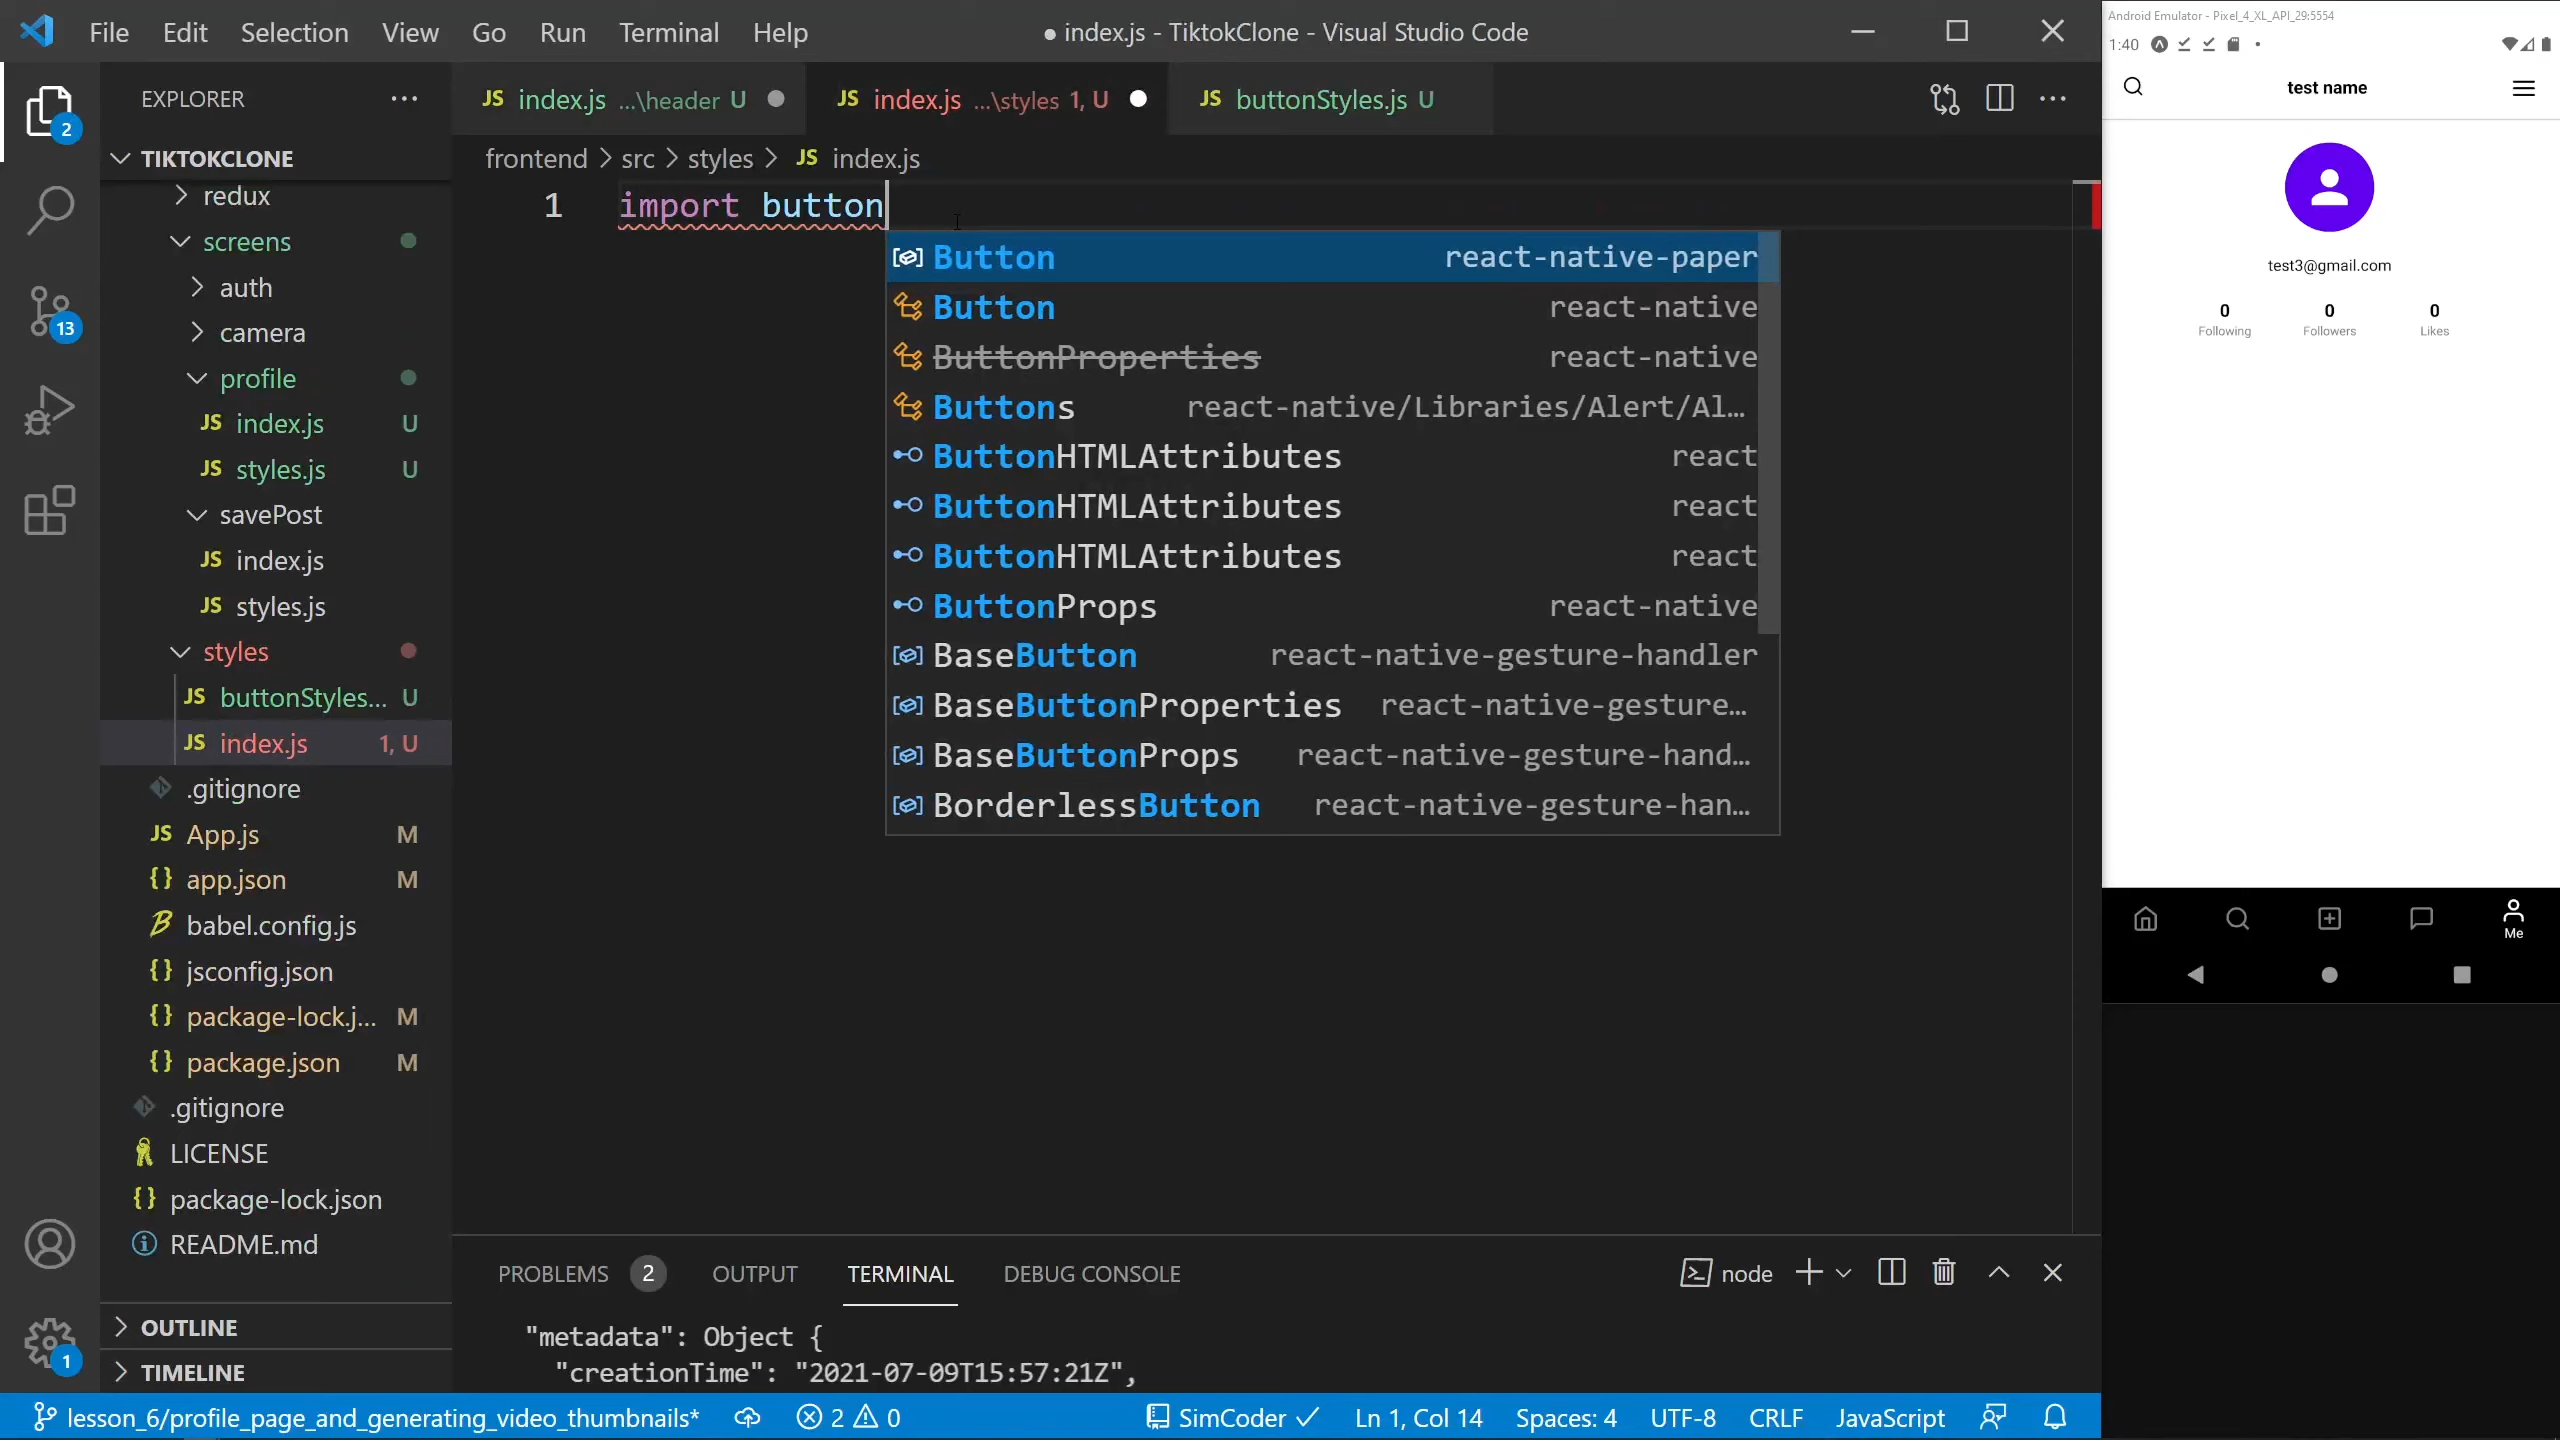 File Edit Selection View Go Run Terminal Help
● index.js - TiktokClone - Visual Studio Code
EXPLORER
TIKTOKCLONE
redux
screens
auth
camera
profile
JS index.js U
JS styles.js U
savePost
JS index.js
JS styles.js
styles
JS buttonStyles... U
JS index.js 1, U
.gitignore
JS App.js M
{} app.json M
babel.config.js
{} jsconfig.json
{} package-lock.j... M
{} package.json M
.gitignore
LICENSE
{} package-lock.json
README.md
OUTLINE
TIMELINE
2
13
1
JS index.js ...\header U
JS index.js ...\styles 1, U
JS buttonStyles.js U
frontend > src > styles > JS index.js
1 import button
Button react-native-paper
Button react-native
ButtonProperties react-native
Buttons react-native/Libraries/Alert/Al…
ButtonHTMLAttributes react
ButtonHTMLAttributes react
ButtonHTMLAttributes react
ButtonProps react-native
BaseButton react-native-gesture-handler
BaseButtonProperties react-native-gesture…
BaseButtonProps react-native-gesture-hand…
BorderlessButton react-native-gesture-han…
PROBLEMS 2 OUTPUT TERMINAL DEBUG CONSOLE
node
"metadata": Object {
"creationTime": "2021-07-09T15:57:21Z",
lesson_6/profile_page_and_generating_video_thumbnails* 2 0
SimCoder Ln 1, Col 14 Spaces: 4 UTF-8 CRLF JavaScript
Android Emulator - Pixel_4_XL_API_29:5554
1:40
test name
test3@gmail.com
0 0 0
Following Followers Likes
Me